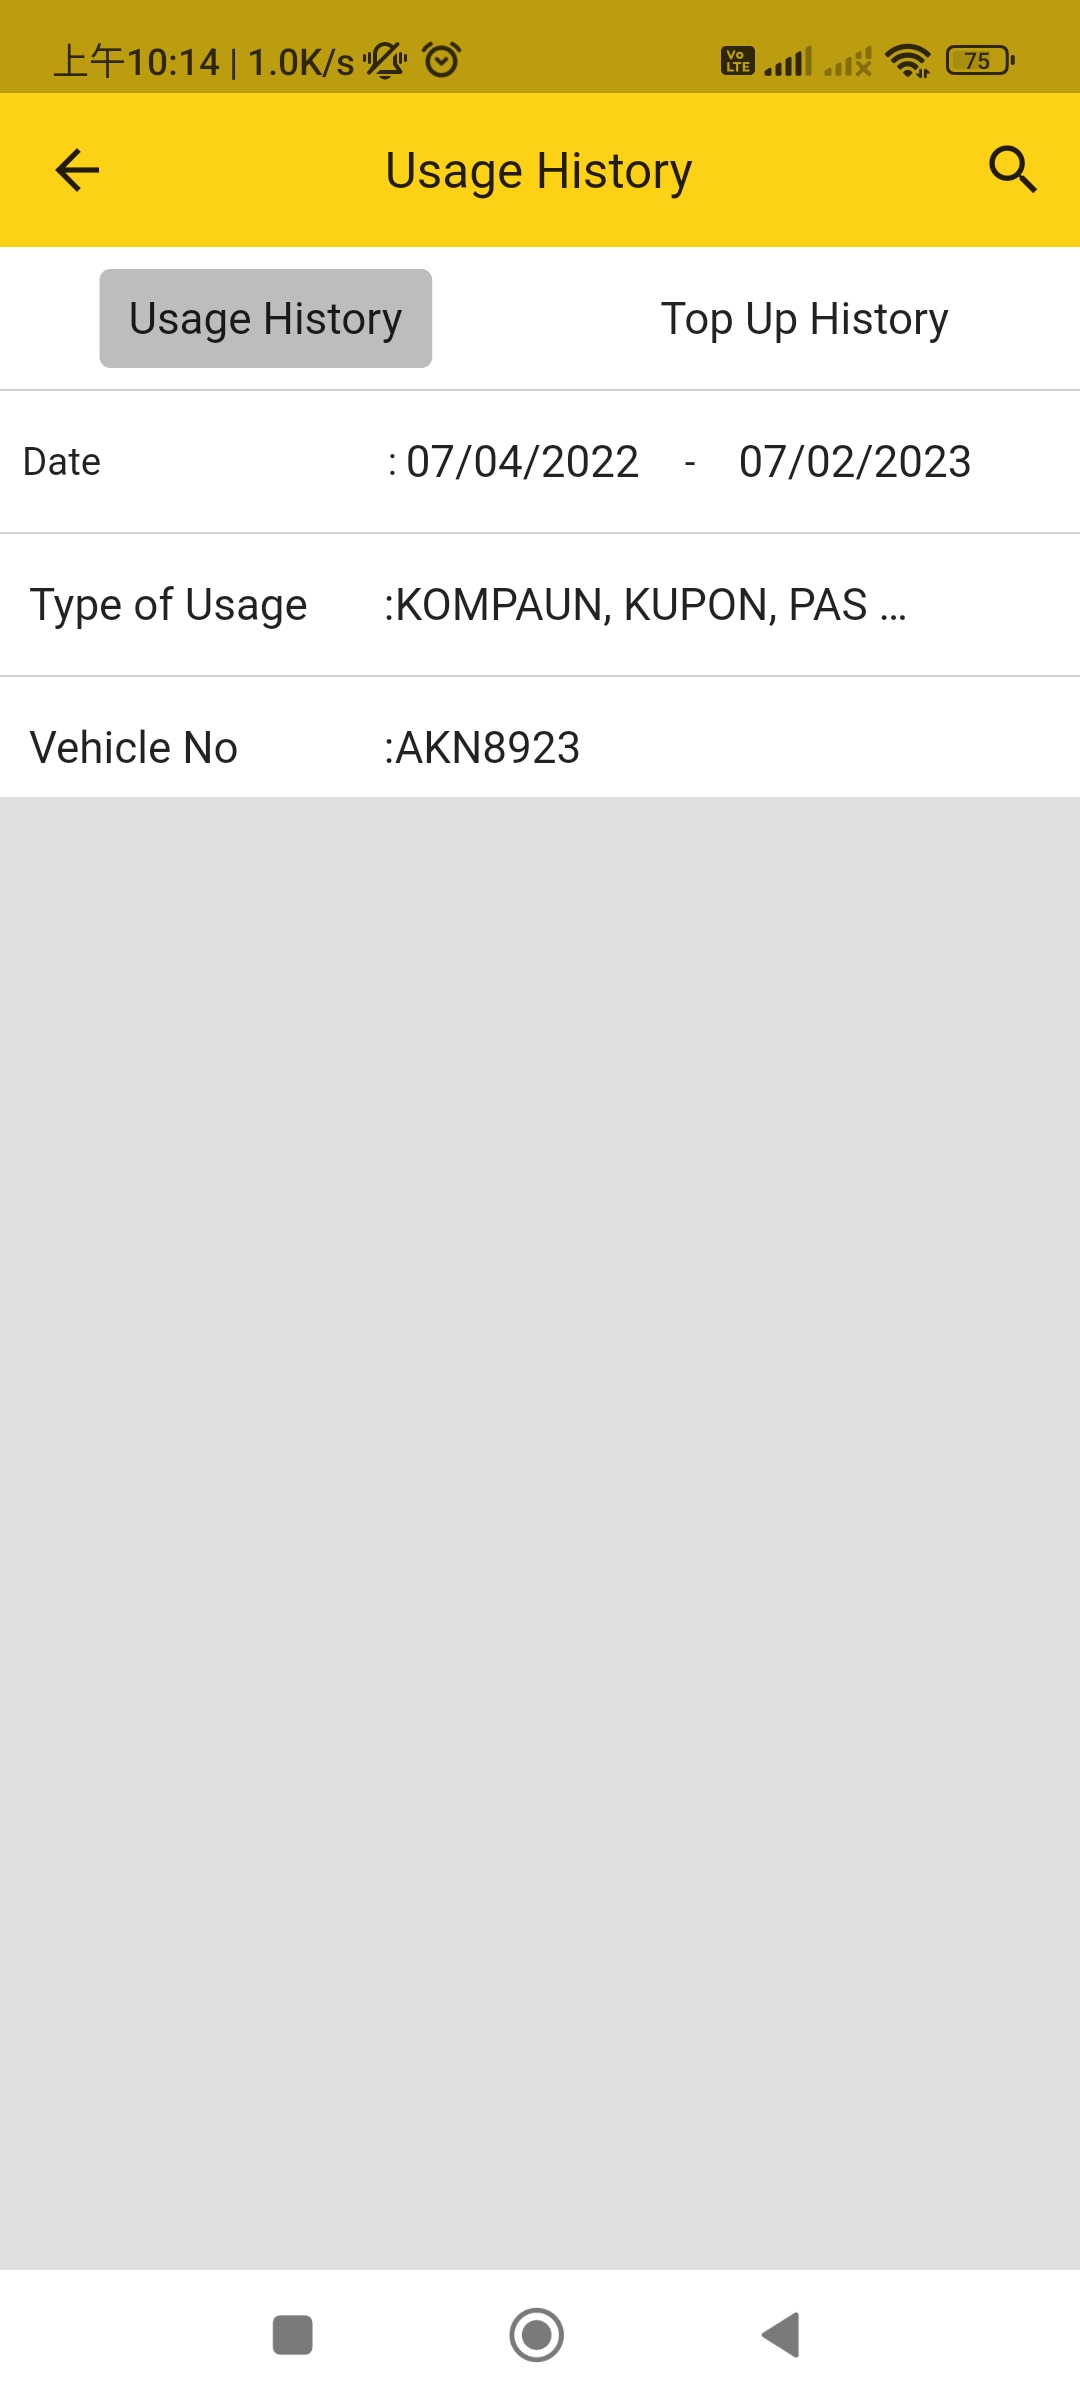 上午10:14 | 1.0K/s Vo LTE 75
Usage History
Usage History Top Up History
Date : 07/04/2022 - 07/02/2023
Type of Usage :KOMPAUN, KUPON, PAS ...
Vehicle No :AKN8923